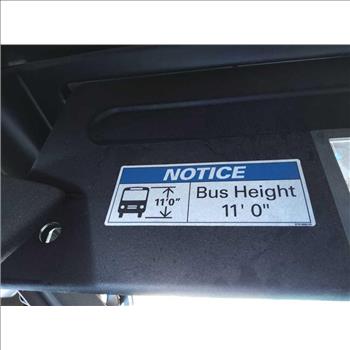 NOTICE
11'0"
Bus Height
11' 0"